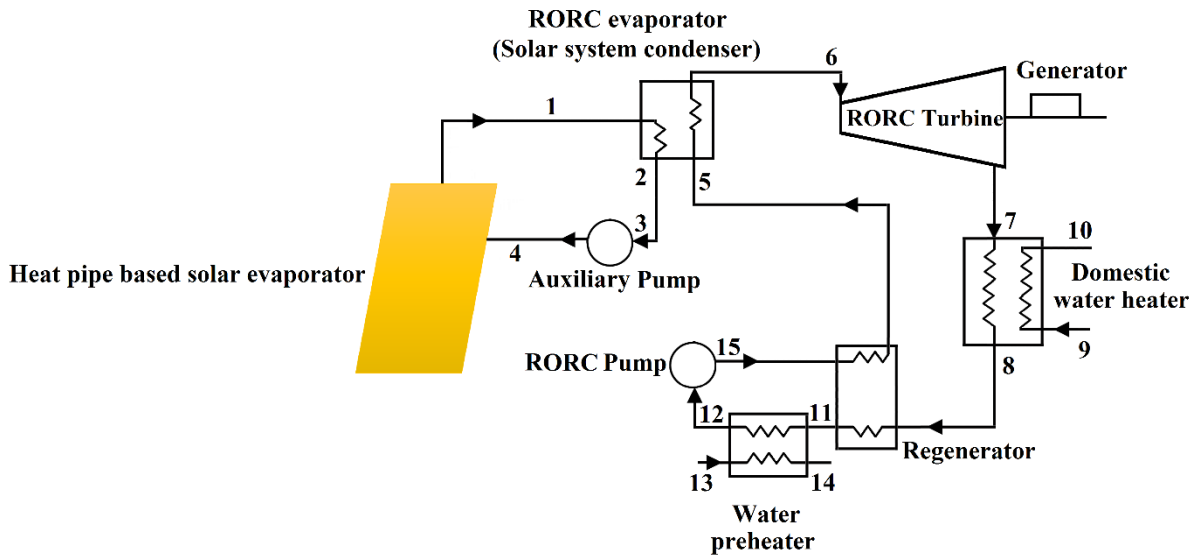 RORC evaporator
(Solar system condenser)
6
Generator
1
RORC Turbine
2
5
3
7
10
4
Heat pipe based solar evaporator
Auxiliary Pump
Domestic
water heater
9
15
8
RORC Pump
12
11
Regenerator
13
14
Water
preheater